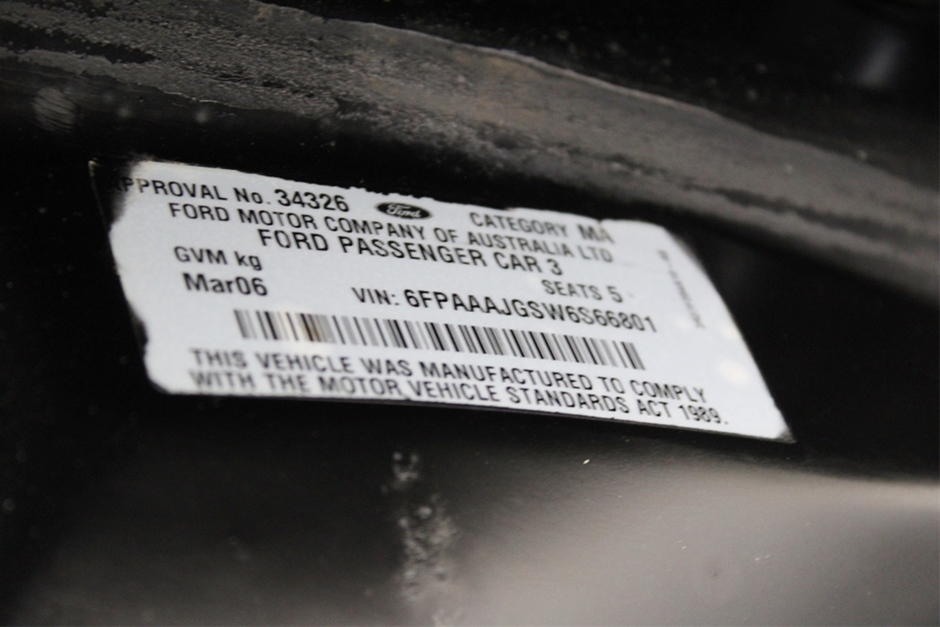 APPROVAL No. 34326 Ford CATEGORY MA
FORD MOTOR COMPANY OF AUSTRALIA LTD
FORD PASSENGER CAR 3
GVM kg SEATS 5
Mar06 VIN: 6FPAAAJGSW6S66801
THIS VEHICLE WAS MANUFACTURED TO COMPLY
WITH THE MOTOR VEHICLE STANDARDS ACT 1989.